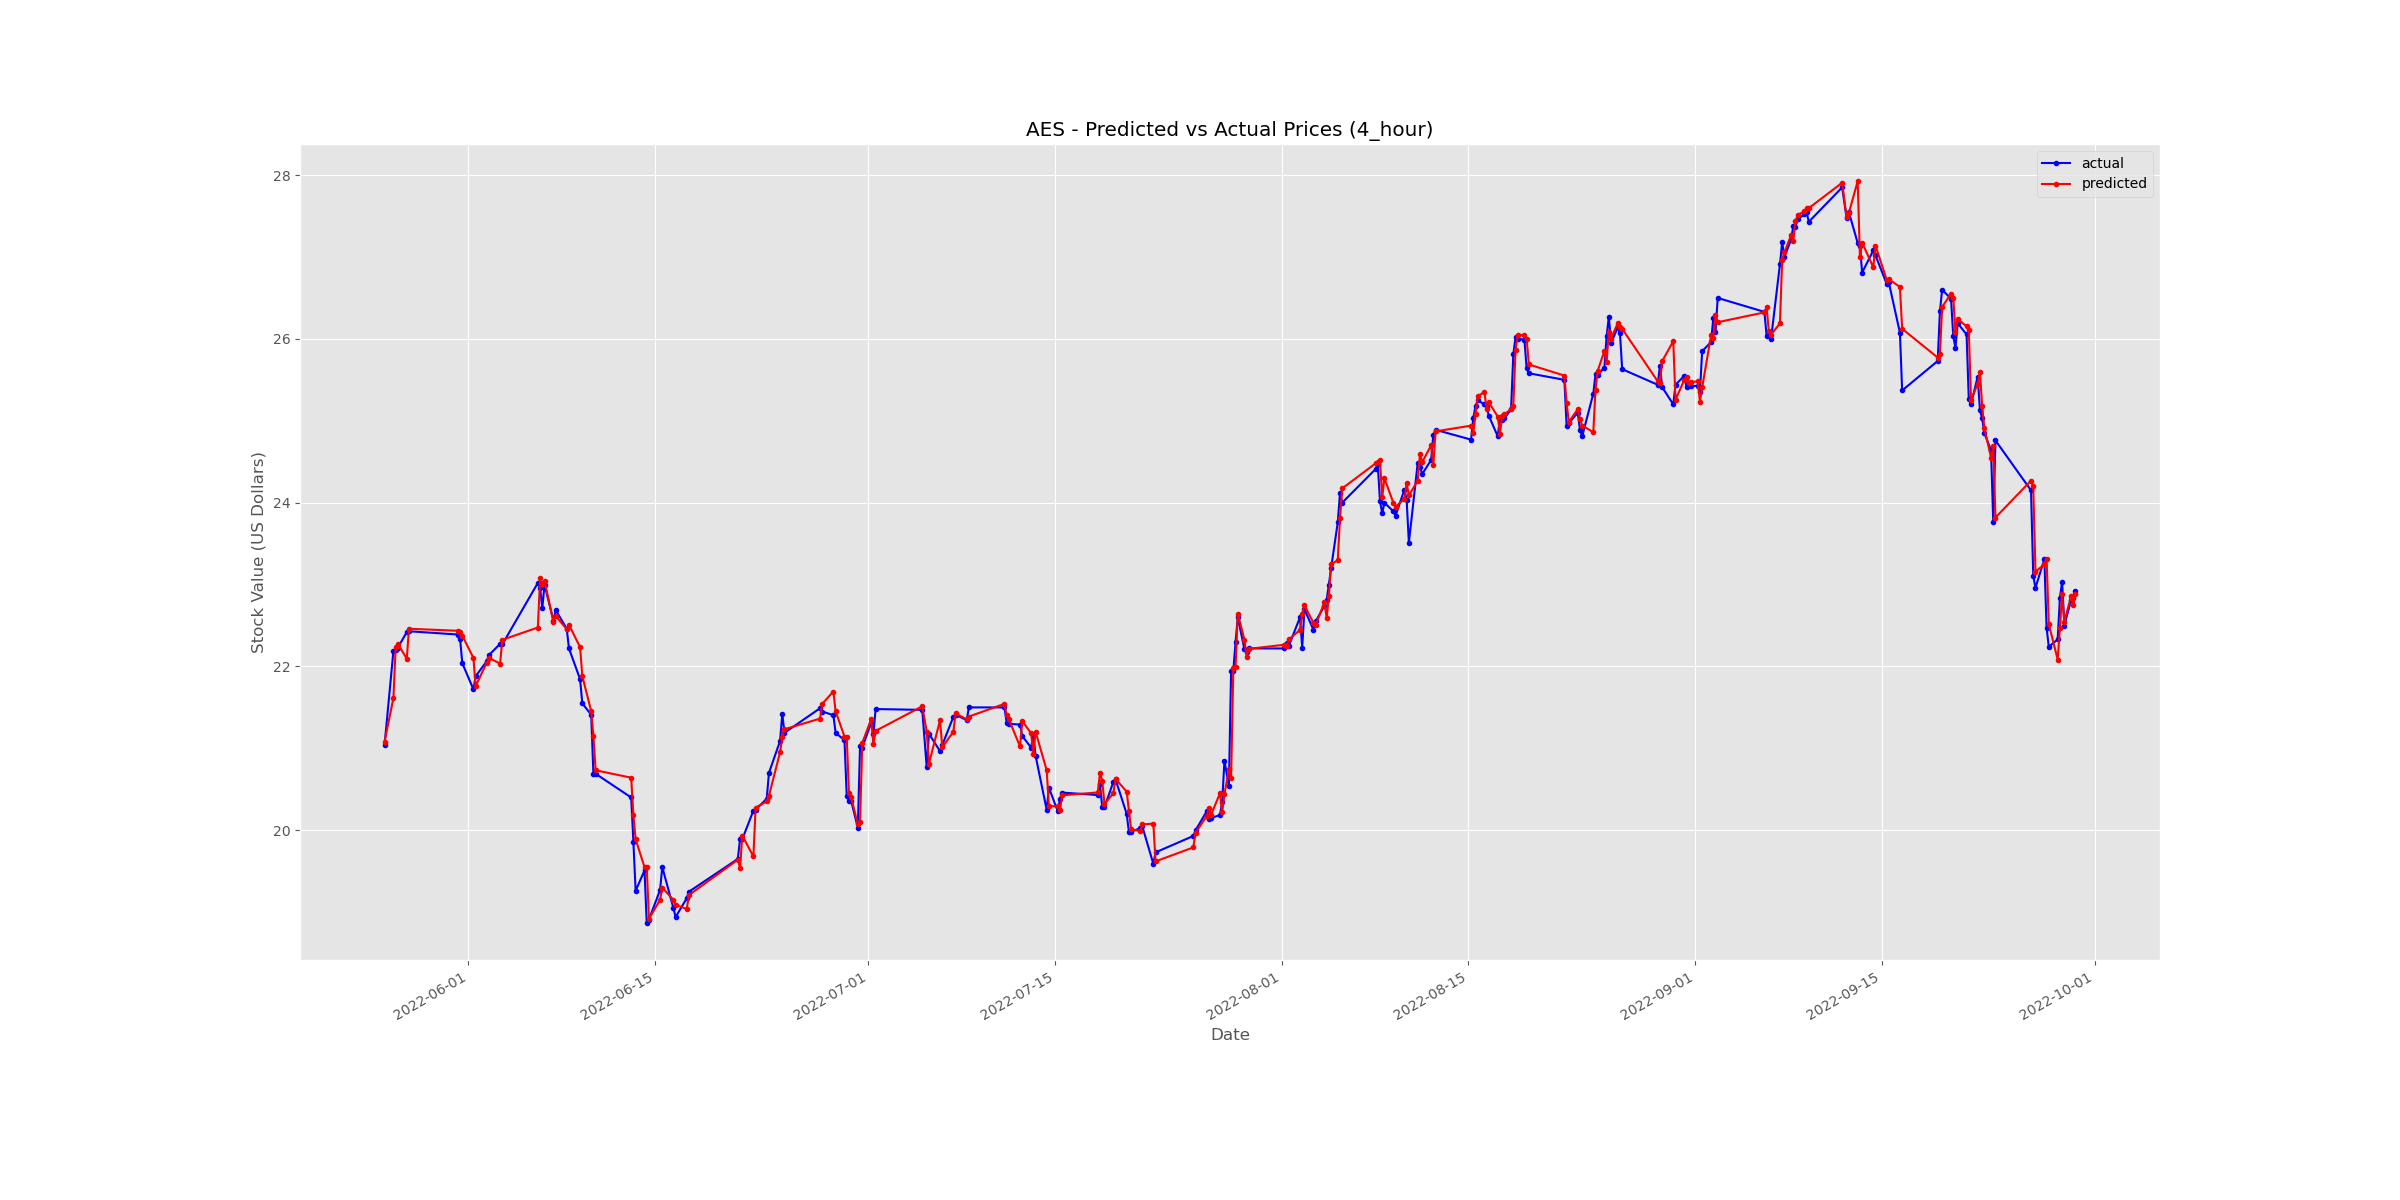 AES - Predicted vs Actual Prices (4_hour)
actual
predicted
28
26
24
22
20
Stock Value (US Dollars)
2022-06-01
2022-06-15
2022-07-01
2022-07-15
2022-08-01
2022-08-15
2022-09-01
2022-09-15
2022-10-01
Date